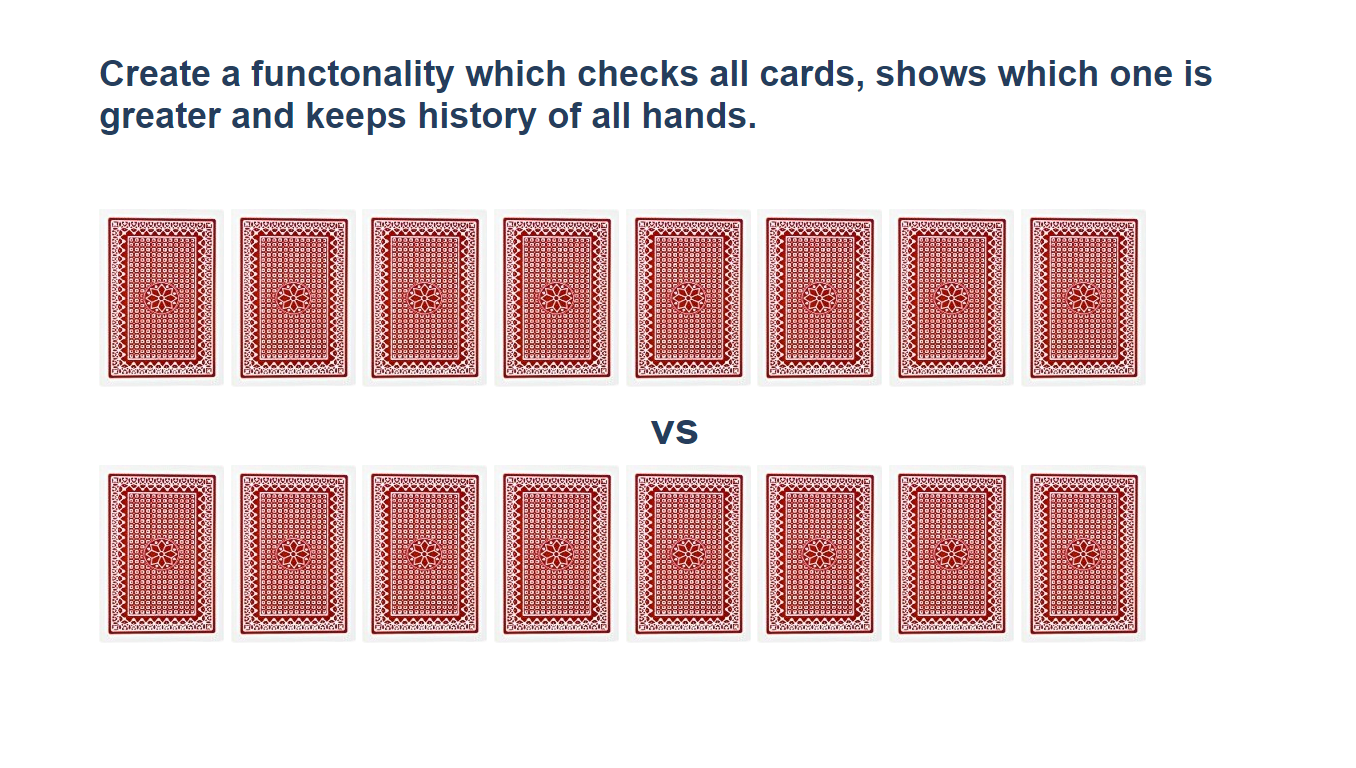 Create a functonality which checks all cards, shows which one is
greater and keeps history of all hands.
vs